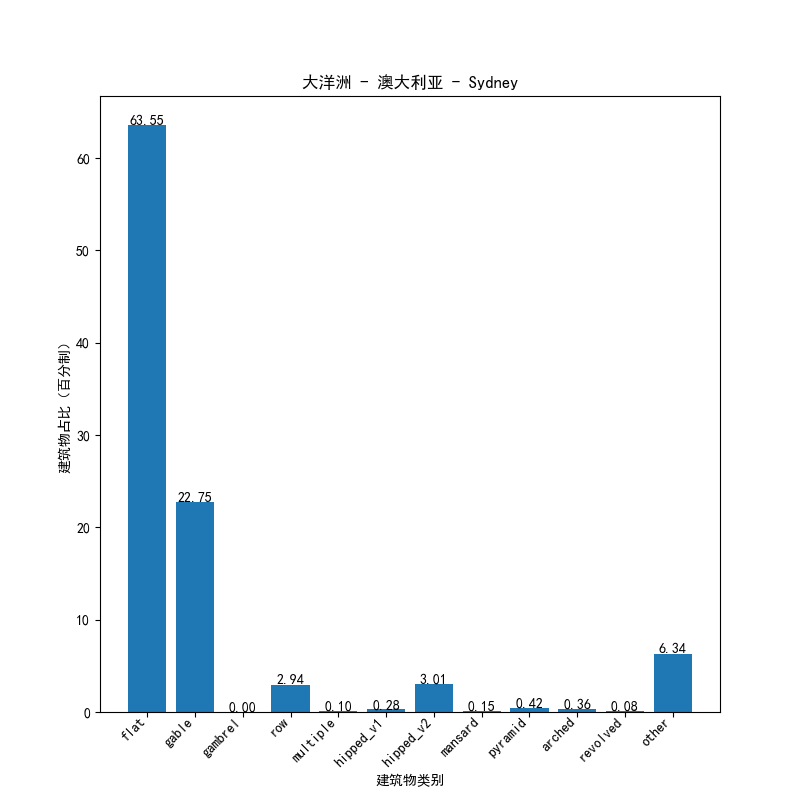 大洋洲 - 澳大利亚 - Sydney
建筑物占比（百分制）
60
50
40
30
20
10
0
63.55
22.75
0.00
2.94
0.10
0.28
3.01
0.15
0.42
0.36
0.08
6.34
flat
gable
gambrel
row
multiple
hipped_v1
hipped_v2
mansard
pyramid
arched
revolved
other
建筑物类别